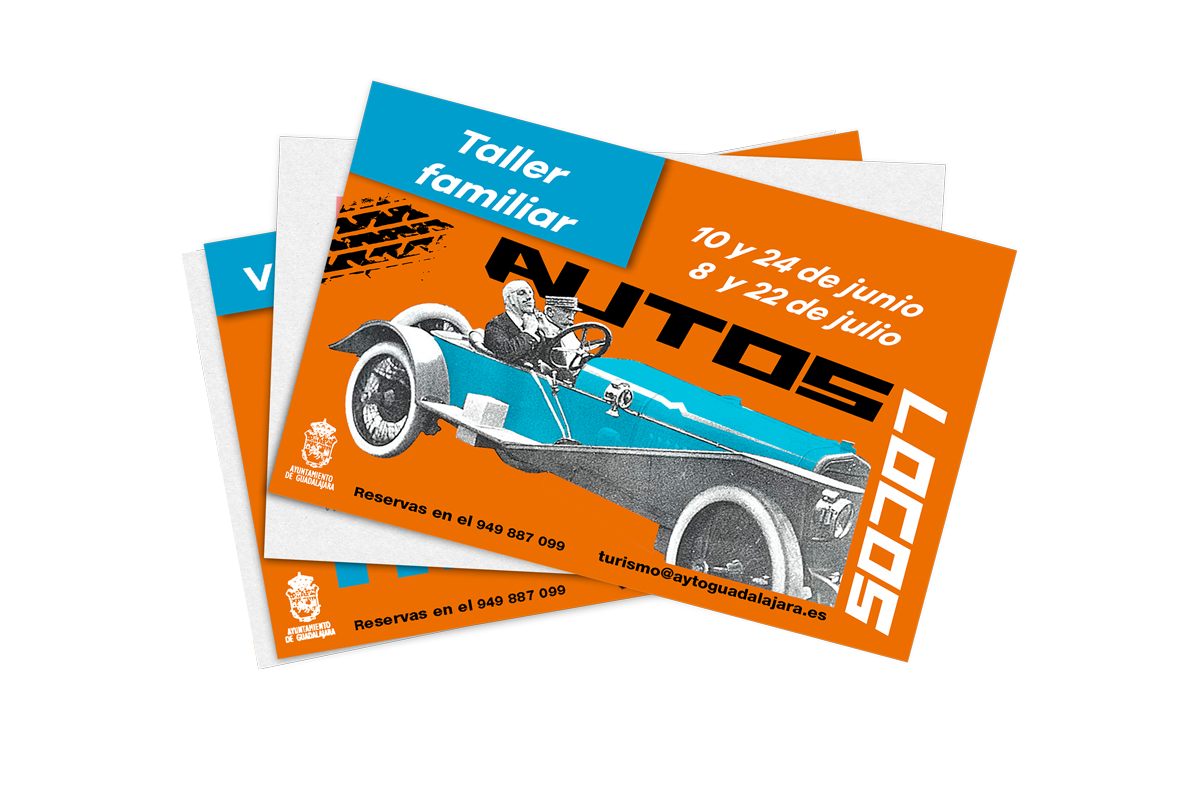 Taller
familiar
10 y 24 de junio
8 y 22 de julio
AUTOS
LOCOS
AYUNTAMIENTO
DE GUADALAJARA
Reservas en el 949 887 099
turismo@aytoguadalajara.es
AYUNTAMIENTO
DE GUADALAJARA
Reservas en el 949 887 099